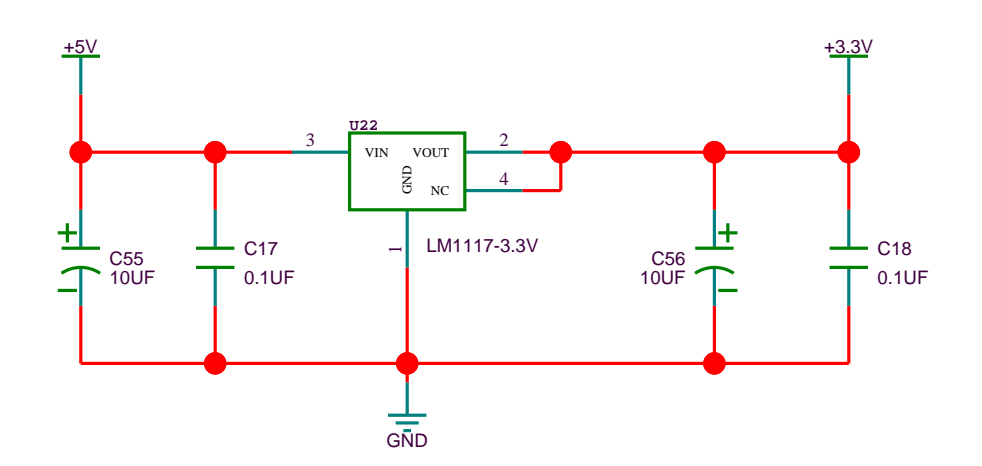 +5V
+3.3V
U22
3
VIN
VOUT
2
GND
NC
4
1
LM1117-3.3V
C55
10UF
C17
0.1UF
C56
10UF
C18
0.1UF
GND